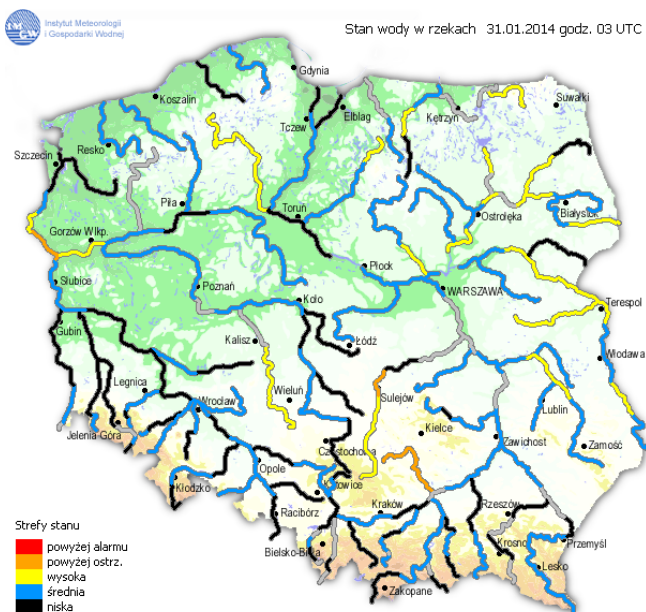 IMGW
Instytut Meteorologii
i Gospodarki Wodnej
Stan wody w rzekach 31.01.2014 godz. 03 UTC
Gdynia
Koszalin
Suwałki
Tczew
Elbląg
Kętrzyn
Resko
Szczecin
Piła
Toruń
Ostrołęka
Białystok
Gorzów Wlkp.
Płock
Słubice
Poznań
WARSZAWA
Koło
Terespol
Gubin
Kalisz
Łódź
Włodawa
Legnica
Wieluń
Sulejów
Wrocław
Lublin
Jelenia-Góra
Kielce
Zawichost
Zamość
Częstochowa
Opole
Kłodzko
Katowice
Racibórz
Kraków
Rzeszów
Strefy stanu
Bielsko-Biała
Krosno
Przemyśl
Lesko
Zakopane
powyżej alarmu
powyżej ostrz.
wysoka
średnia
niska